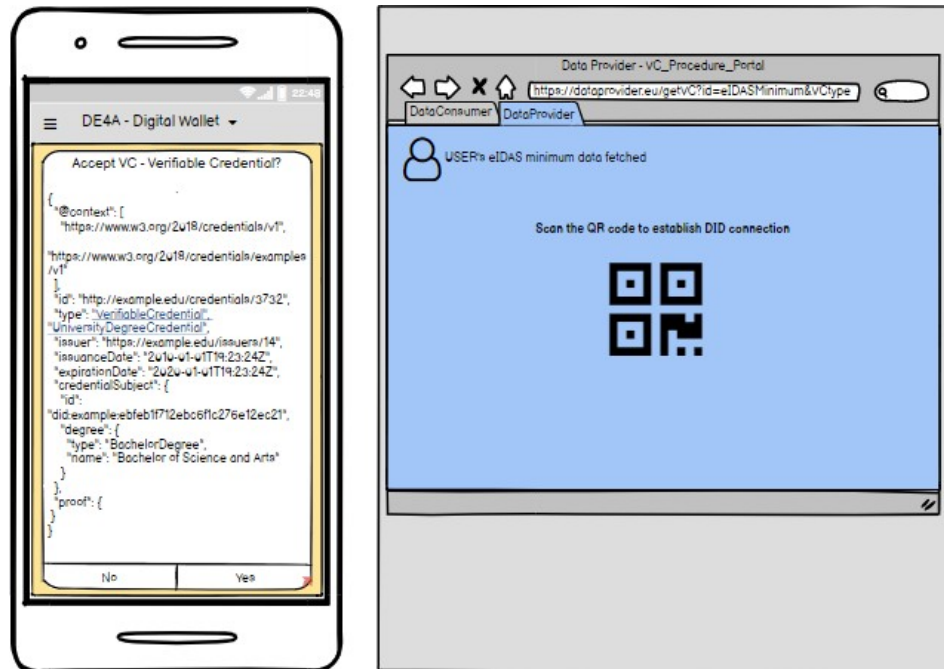 22:48
DE4A - Digital Wallet
Accept VC - Verifiable Credential?
{
"@context": [
"https://www.w3.org/2018/credentials/v1",
"https://www.w3.org/2018/credentials/examples
/v1"
],
"id": "http://example.edu/credentials/3732",
"type": "VerifiableCredential",
"UniversityDegreeCredential",
"issuer": "https://example.edu/issuers/14",
"issuanceDate": "2010-01-01T19:23:24Z",
"expirationDate": "2020-01-01T19:23:24Z",
"credentialSubject": {
"id":
"did:example:ebfeb1f712ebc6f1c276e12ec21",
"degree": {
"type": "BachelorDegree",
"name": "Bachelor of Science and Arts"
}
},
"proof": {
}
}
No
Yes
Data Provider - VC_Procedure_Portal
https://dataprovider.eu/getVC?id=eIDASMinimum&VCtype
DataConsumer
DataProvider
USER's eIDAS minimum data fetched
Scan the QR code to establish DID connection